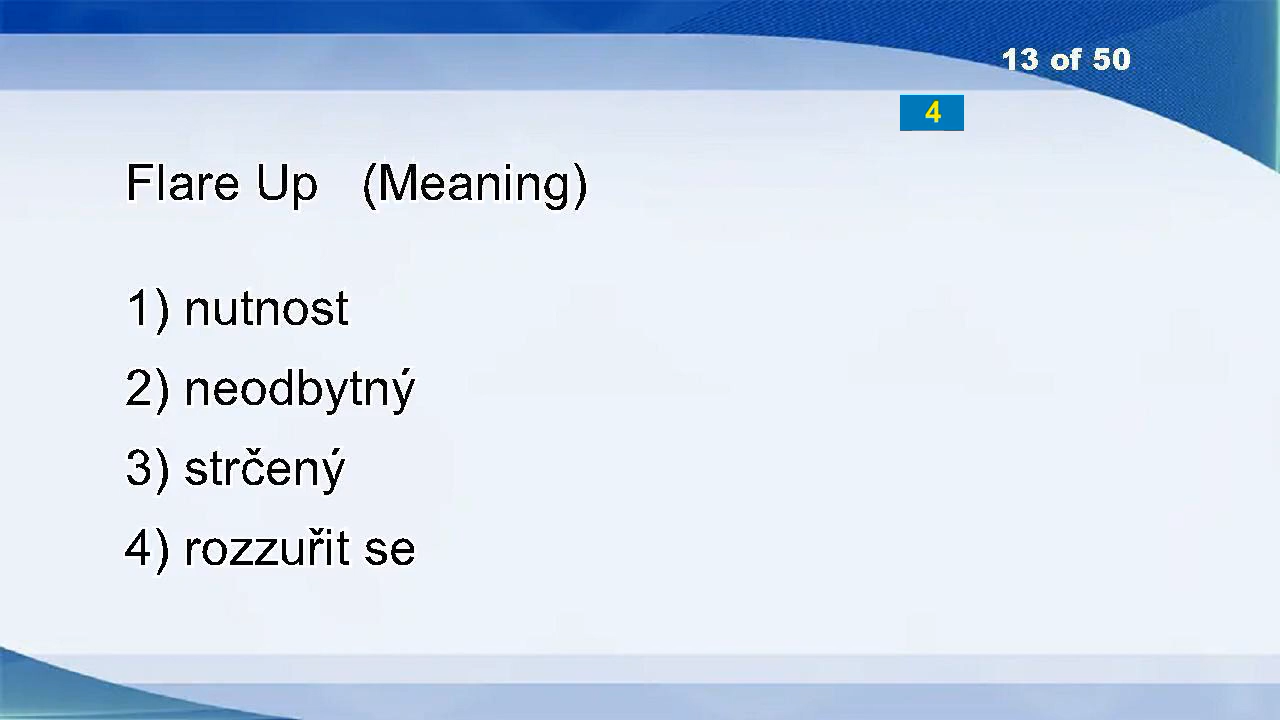 13 of 50
4
Flare Up (Meaning)
1) nutnost
2) neodbytný
3) strčený
4) rozzuřit se